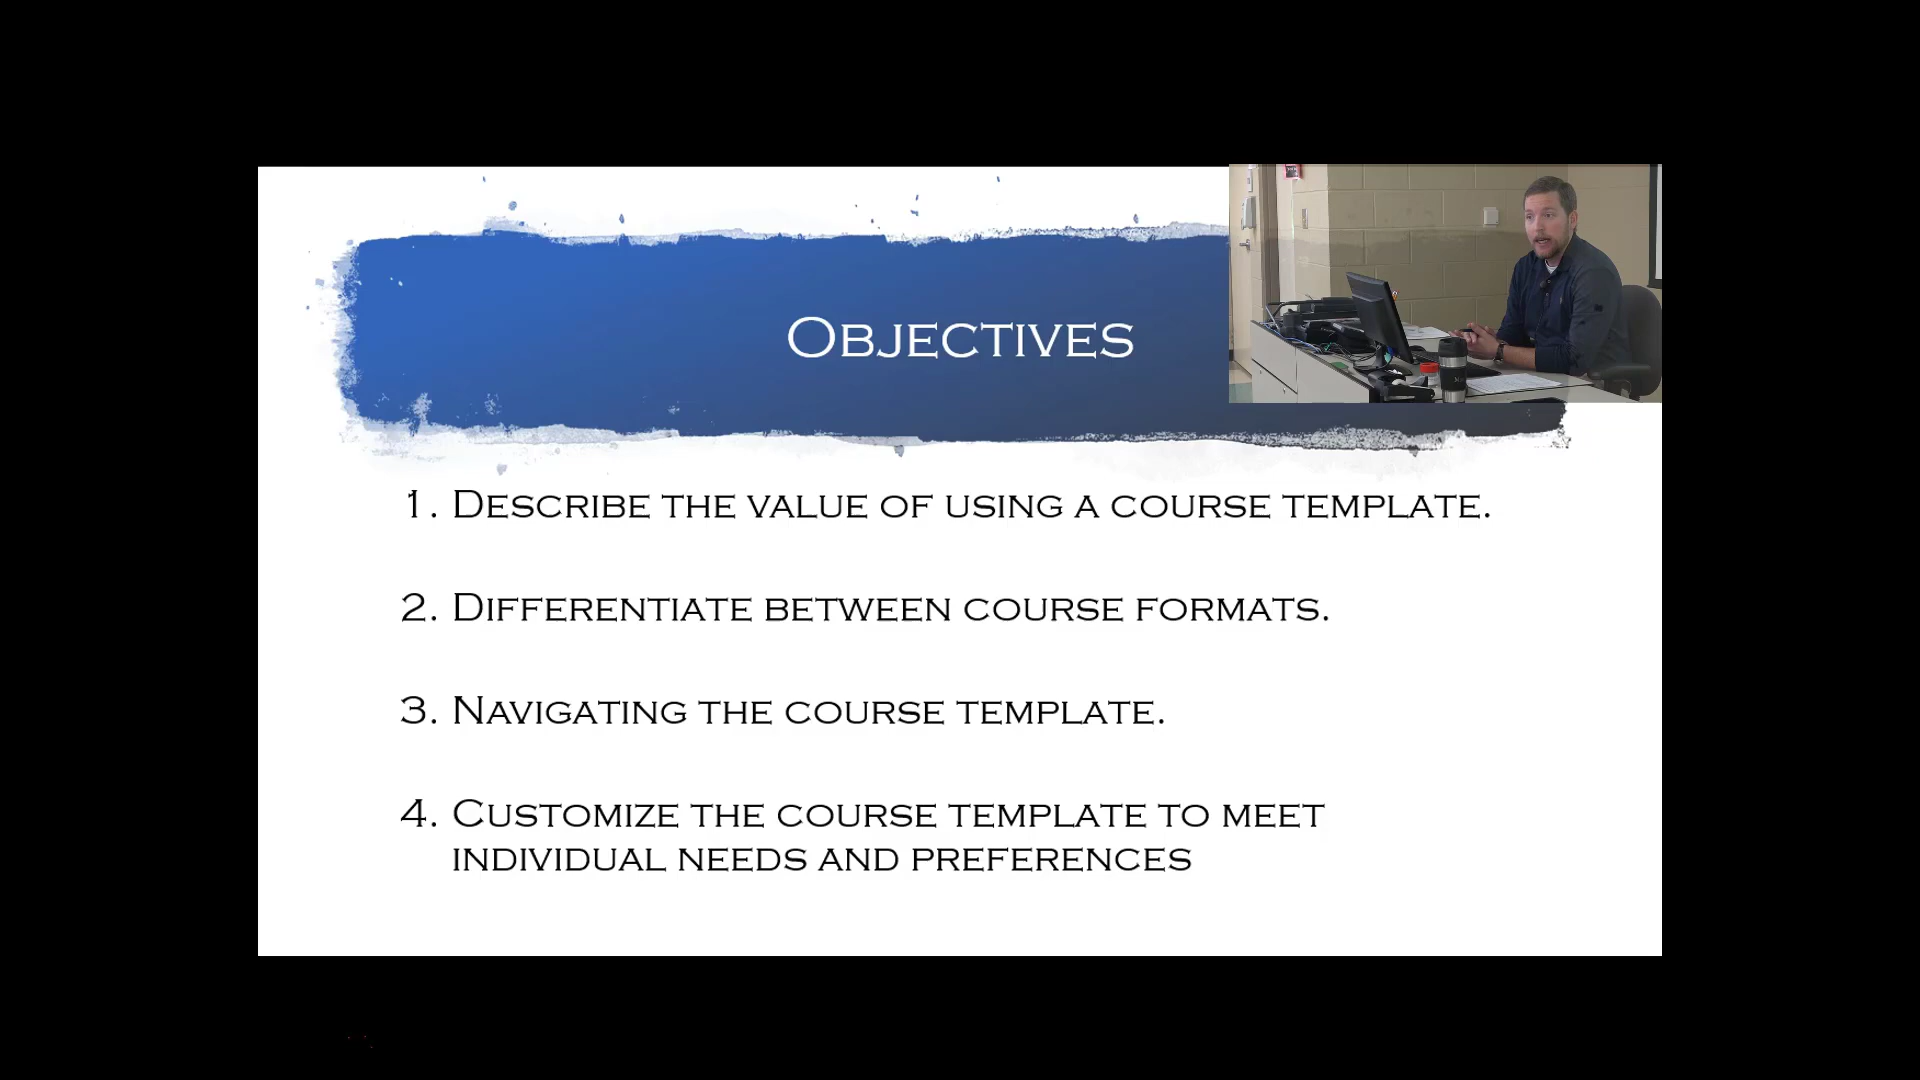 Objectives
1. Describe the value of using a course template.
2. Differentiate between course formats.
3. Navigating the course template.
4. Customize the course template to meet
individual needs and preferences